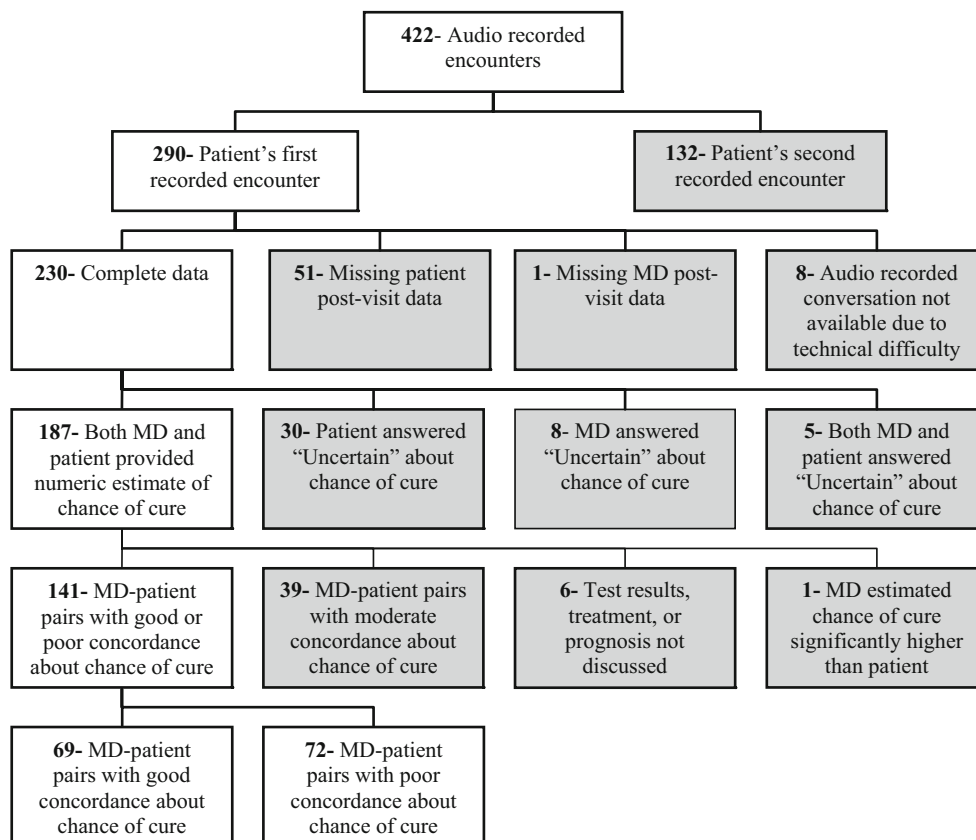 422- Audio recorded
encounters
290- Patient's first
recorded encounter
132- Patient's second
recorded encounter
230- Complete data
51- Missing patient
post-visit data
1- Missing MD post-
visit data
8- Audio recorded
conversation not
available due to
technical difficulty
187- Both MD and
patient provided
numeric estimate of
chance of cure
30- Patient answered
“Uncertain” about
chance of cure
8- MD answered
“Uncertain” about
chance of cure
5- Both MD and
patient answered
“Uncertain” about
chance of cure
141- MD-patient
pairs with good or
poor concordance
about chance of cure
39- MD-patient pairs
with moderate
concordance about
chance of cure
6- Test results,
treatment, or
prognosis not
discussed
1- MD estimated
chance of cure
significantly higher
than patient
69- MD-patient
pairs with good
concordance about
chance of cure
72- MD-patient
pairs with poor
concordance about
chance of cure